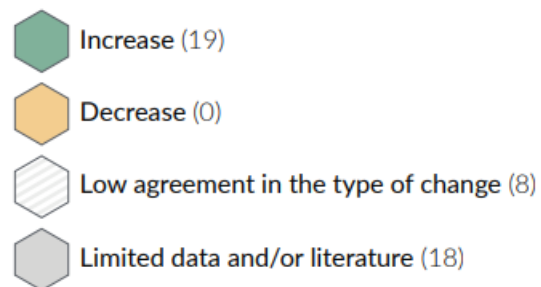 Increase (19)
Decrease (0)
Low agreement in the type of change (8)
Limited data and/or literature (18)